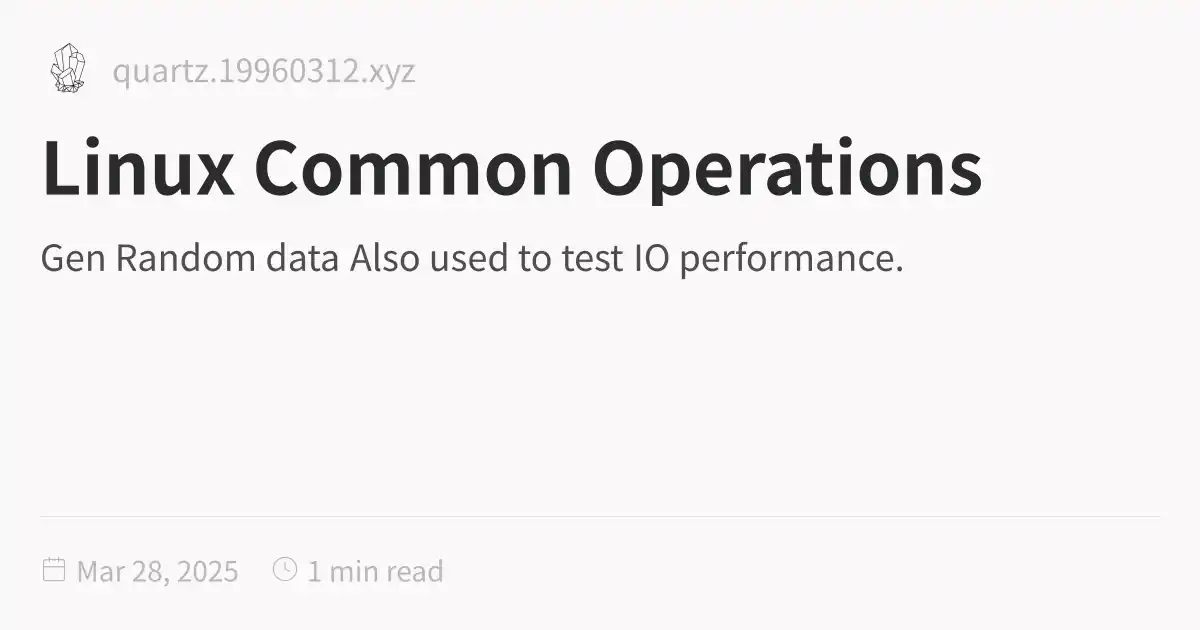 quartz.19960312.xyz
Linux Common Operations
Gen Random data Also used to test IO performance.
Mar 28, 2025 1 min read